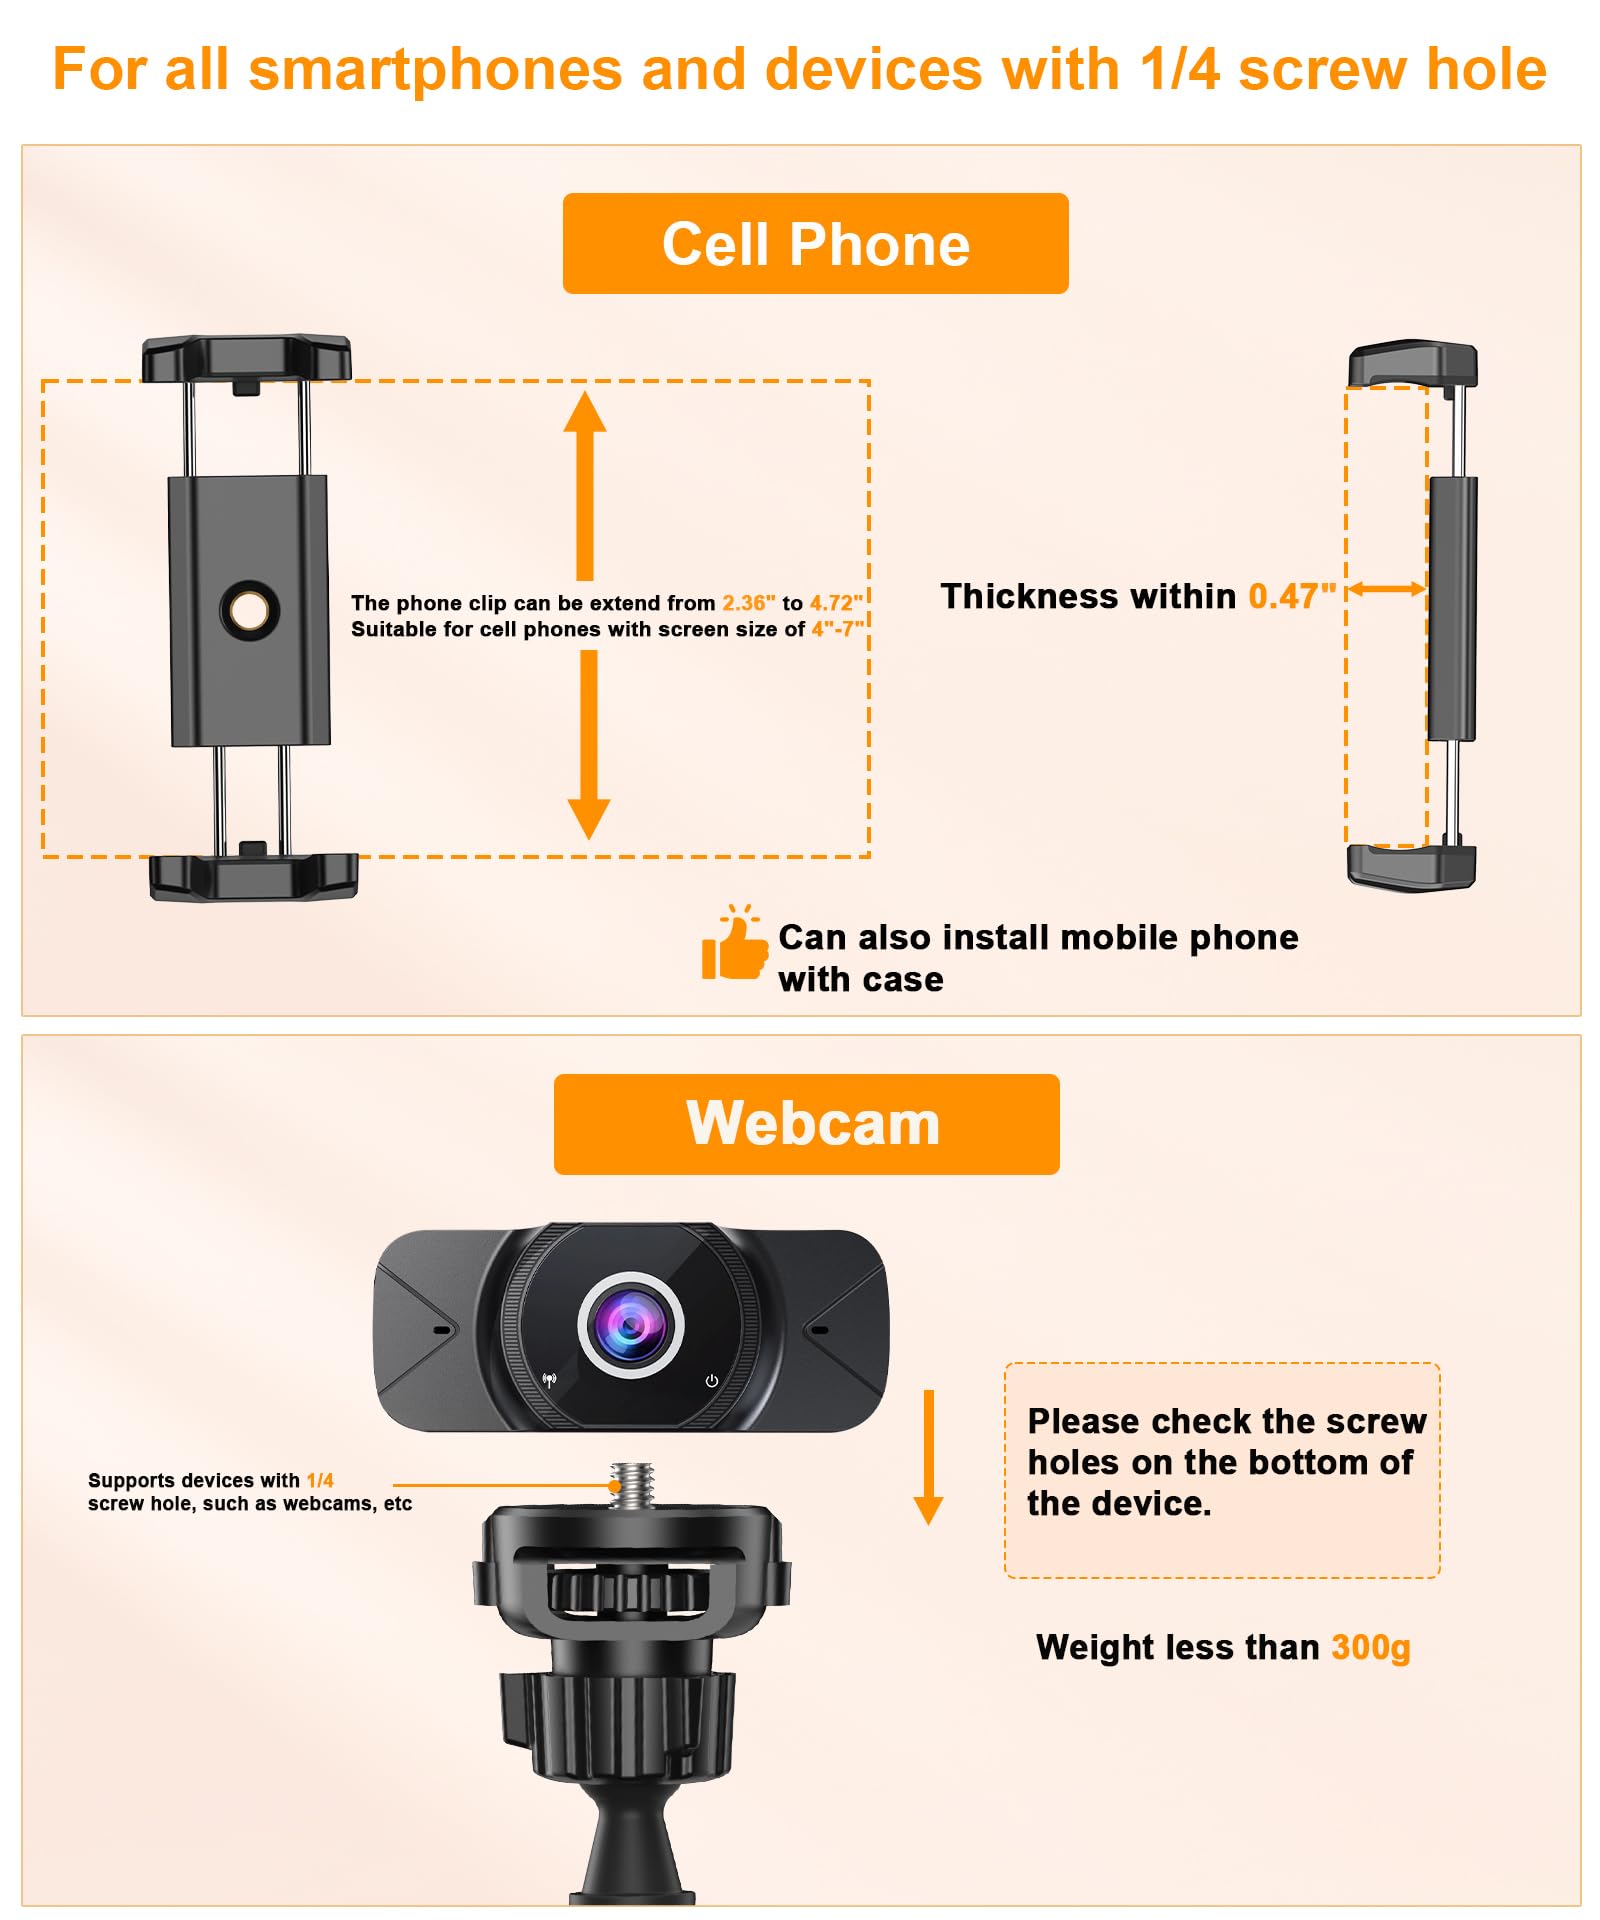 For all smartphones and devices with 1/4 screw hole
Cell Phone
The phone clip can be extend from 2.36" to 4.72"
Suitable for cell phones with screen size of 4"-7"
Thickness within 0.47"
Can also install mobile phone
with case
Webcam
Supports devices with 1/4
screw hole, such as webcams, etc
Please check the screw
holes on the bottom of
the device.
Weight less than 300g